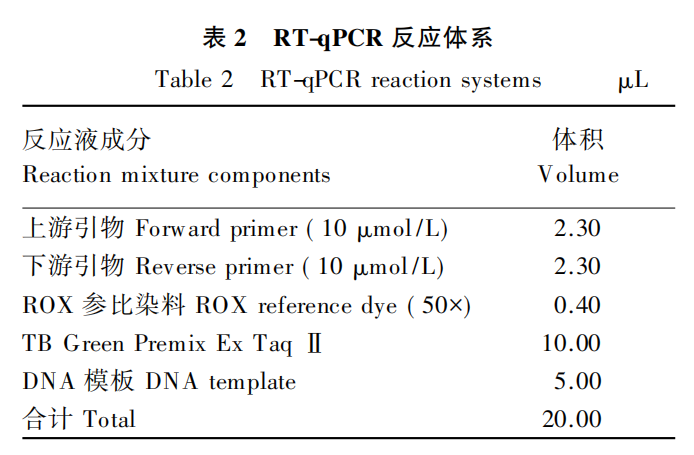 表 2 RT-qPCR 反应体系
Table 2 RT-qPCR reaction systems μL
反应液成分 体积
Reaction mixture components Volume
上游引物 Forward primer ( 10 μmol/L) 2.30
下游引物 Reverse primer ( 10 μmol/L) 2.30
ROX 参比染料 ROX reference dye ( 50×) 0.40
TB Green Premix Ex Taq Ⅱ 10.00
DNA 模板 DNA template 5.00
合计 Total 20.00